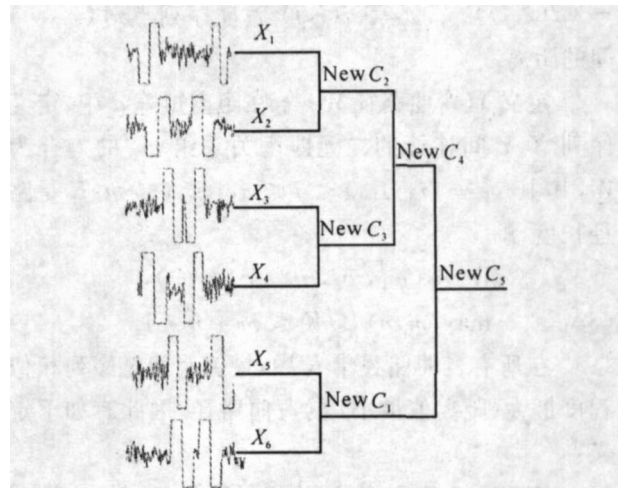 X₁
New C₂
X₂
New C₄
X₃
New C₃
X₄
New C₅
X₅
New C₁
X₆